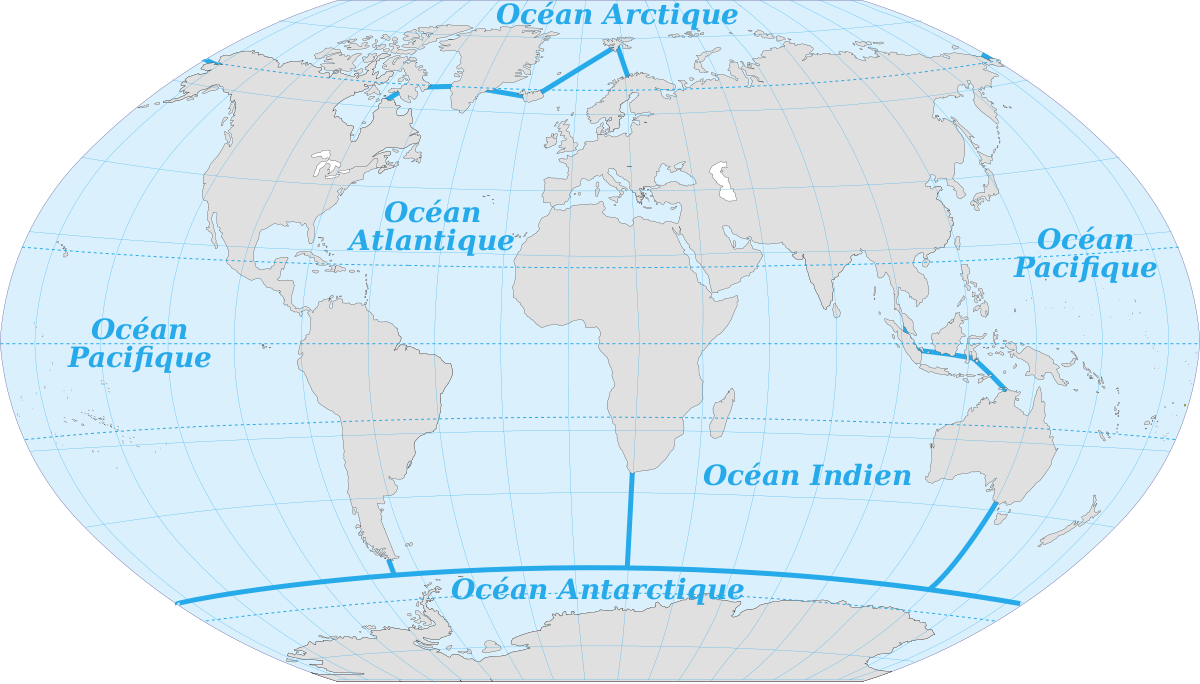 Océan Arctique
Océan
Atlantique
Océan
Pacifique
Océan
Pacifique
Océan Indien
Océan Antarctique